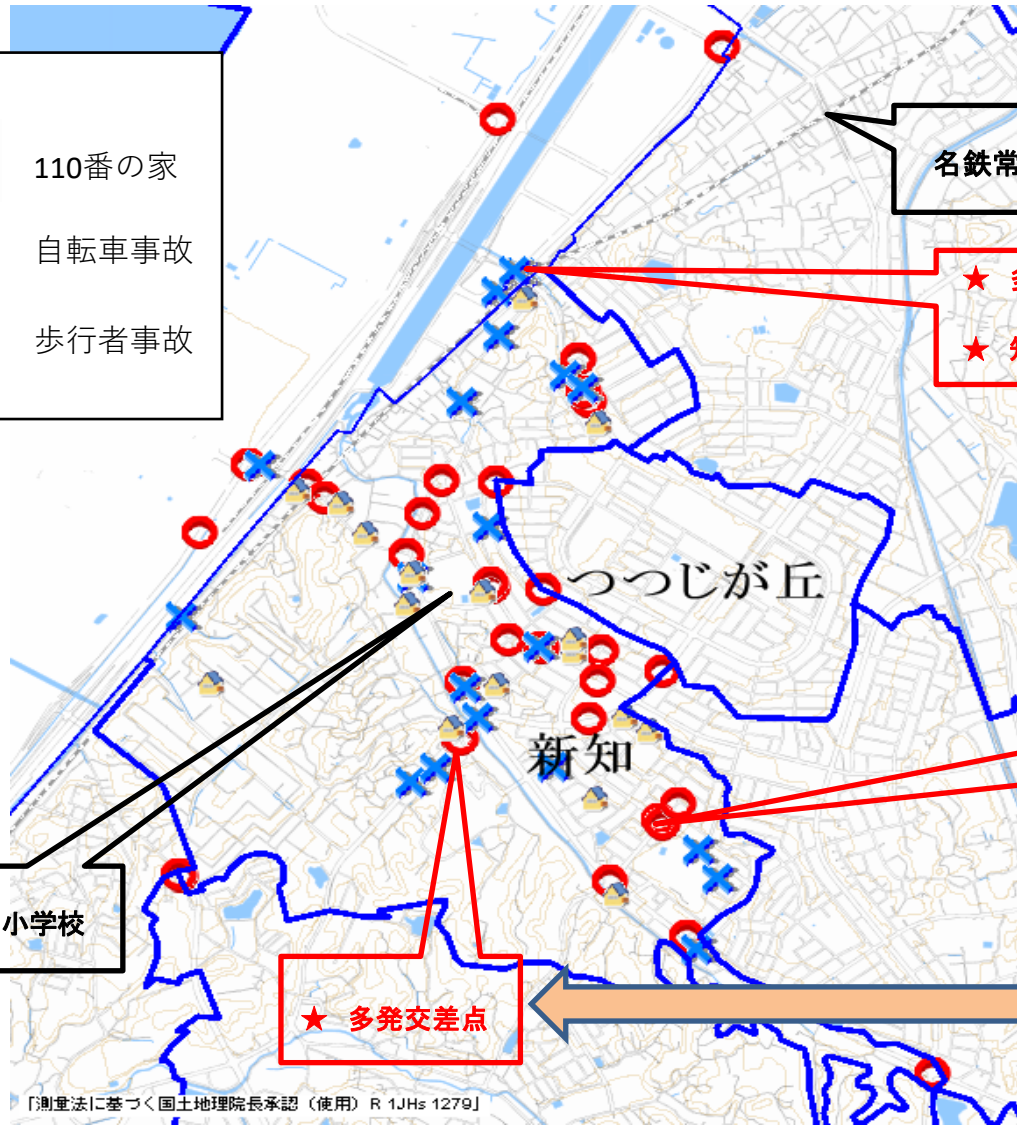 110番の家
自転車事故
歩行者事故
名鉄常
★
★
つつじが丘
新知
小学校
★ 多発交差点
「測量法に基づく国土地理院長承認（使用）R 1JHs 1279」